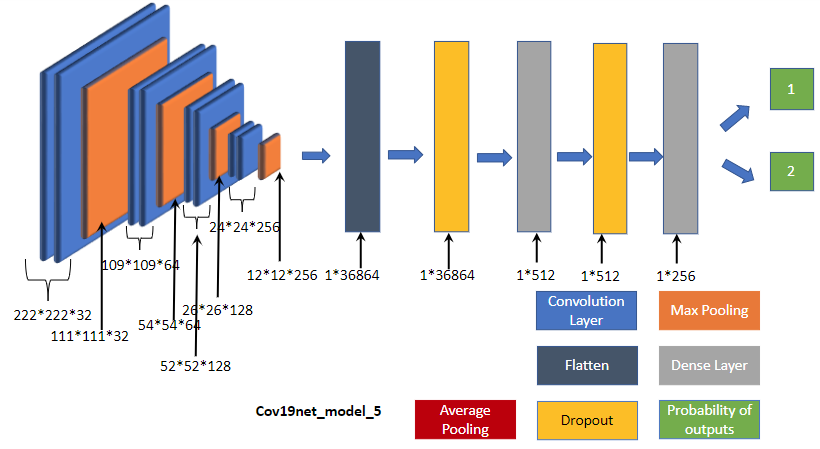 1
2
24*24*256
109*109*64
12*12*256
1*36864
1*36864
1*512
1*512
1*256
222*222*32
111*111*32
54*54*64
26*26*128
52*52*128
Convolution
Layer
Max Pooling
Flatten
Dense Layer
Cov19net_model_5
Average
Pooling
Dropout
Probability of
outputs